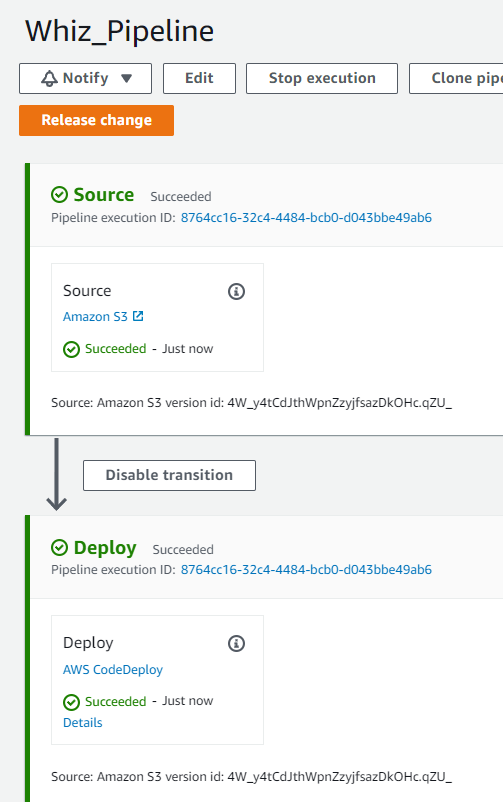 Whiz_Pipeline
Notify Edit Stop execution Clone pipe
Release change
Source Succeeded
Pipeline execution ID: 8764cc16-32c4-4484-bcb0-d043bbe49ab6
Source
Amazon S3
Succeeded - Just now
Source: Amazon S3 version id: 4W_y4tCdJthWpnZzyjfsazDkOHc.qZU_
Disable transition
Deploy Succeeded
Pipeline execution ID: 8764cc16-32c4-4484-bcb0-d043bbe49ab6
Deploy
AWS CodeDeploy
Succeeded - Just now
Details
Source: Amazon S3 version id: 4W_y4tCdJthWpnZzyjfsazDkOHc.qZU_